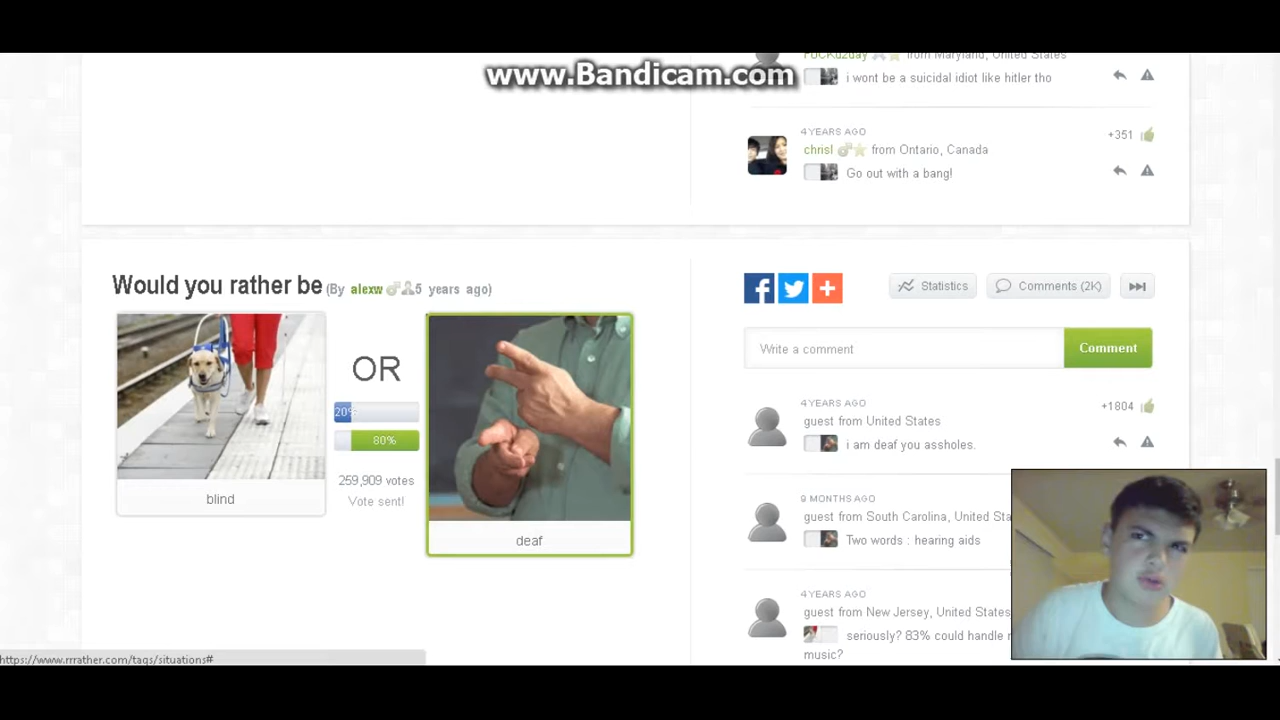 FUCKu2day from Maryland, United States
www.Bandicam.com
i wont be a suicidal idiot like hitler tho
4 YEARS AGO
+351
chrisl from Ontario, Canada
Go out with a bang!
Would you rather be (By alexw 5 years ago)
Statistics
Comments (2K)
blind
OR
20%
80%
259,909 votes
Vote sent!
deaf
Write a comment
Comment
4 YEARS AGO
+1804
guest from United States
i am deaf you assholes.
9 MONTHS AGO
guest from South Carolina, United Sta
Two words : hearing aids
4 YEARS AGO
guest from New Jersey, United States
seriously? 83% could handle
music?
https://www.rrrather.com/tags/situations#